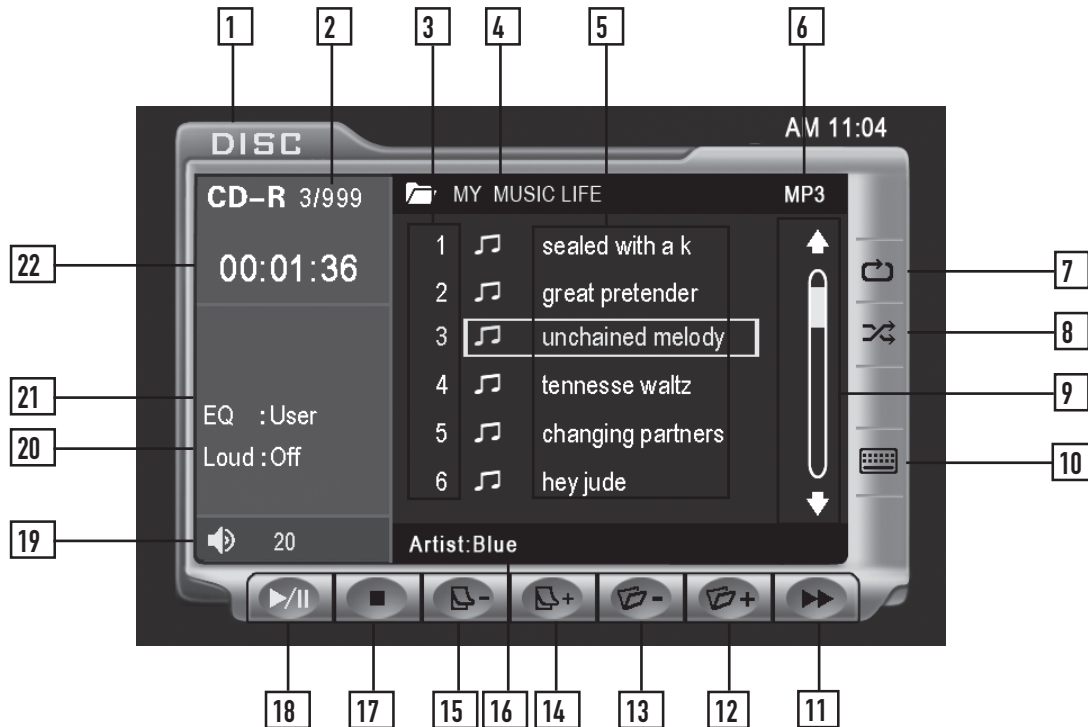 1 2 3 4 5 6
AM 11:04
DISC
CD-R 3/999
MY MUSIC LIFE
MP3
00:01:36
1 sealed with a k
2 great pretender
3 unchained melody
4 tennesse waltz
5 changing partners
6 hey jude
EQ :User
Loud :Off
20
Artist:Blue
22
21
20
19
7
8
9
10
18 17 15 16 14 13 12 11